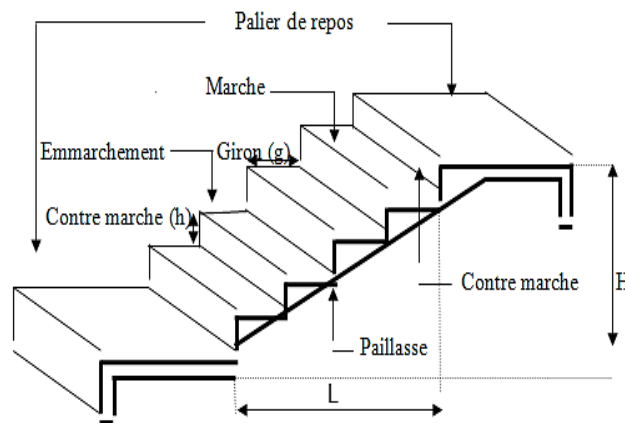 Palier de repos
Marche
Giron (g)
Emmarchement
Contre marche (h)
Contre marche
H
Paillasse
L